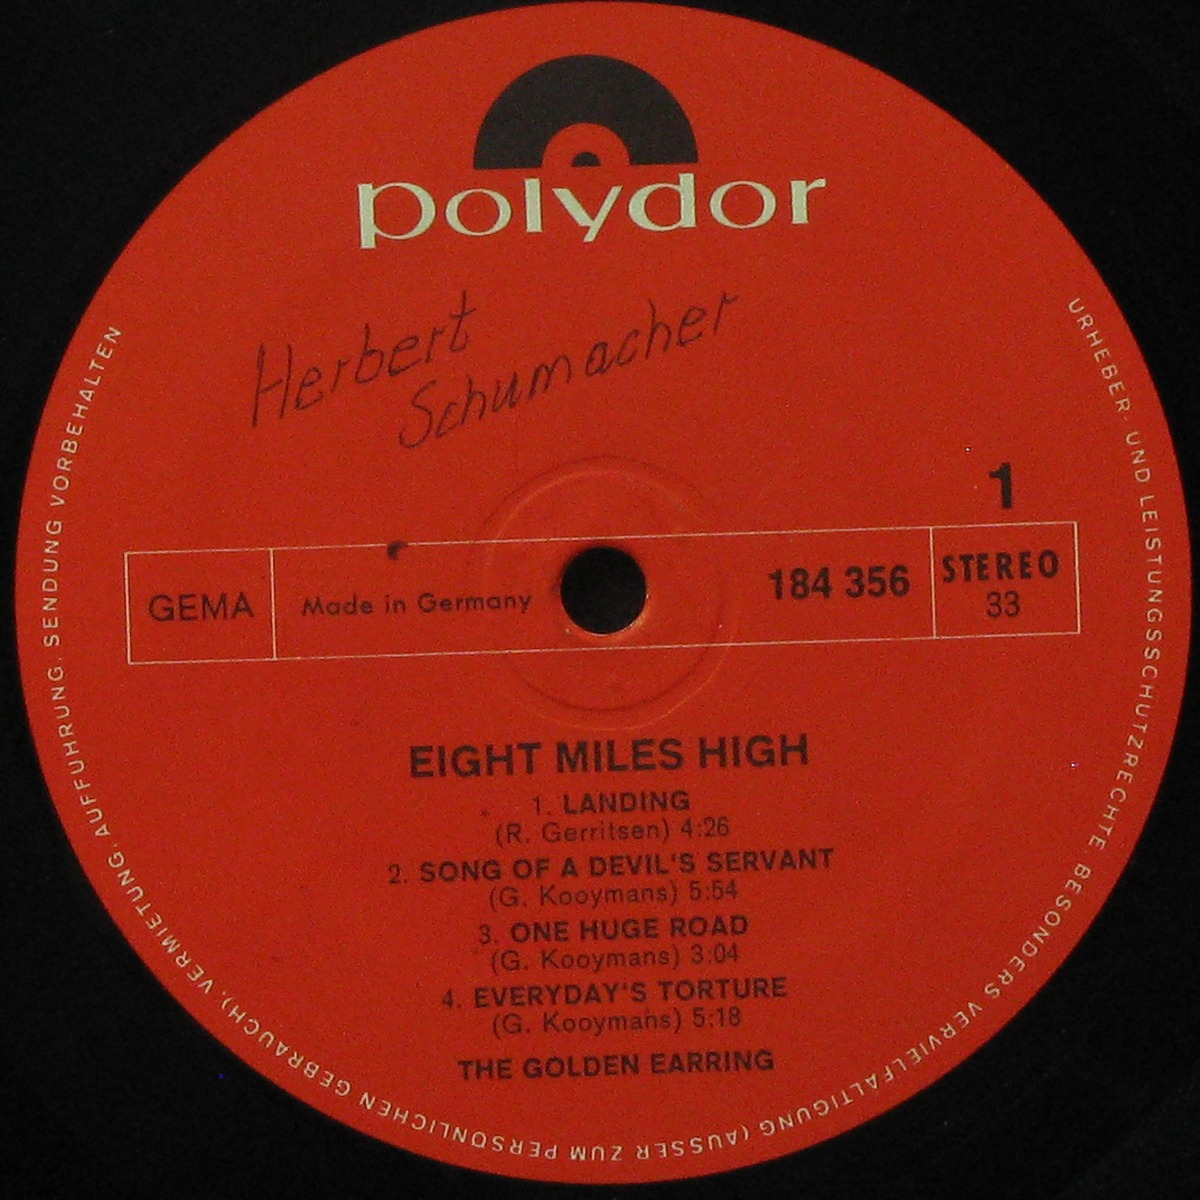 polydor
Herbert
Schumacher
1
GEMA
Made in Germany
184 356
STEREO
33
EIGHT MILES HIGH
1. LANDING
(R. Gerritsen) 4:26
2. SONG OF A DEVIL'S SERVANT
(G. Kooymans) 5:54
3. ONE HUGE ROAD
(G. Kooymans) 3:04
4. EVERYDAY'S TORTURE
(G. Kooymans) 5:18
THE GOLDEN EARRING
URHEBER- UND LEISTUNGSSCHUTZRECHTE BESONDERS VERVIELFÄLTIGUNG (AUSSER ZUM PERSÖNLICHEN GEBRAUCH), VERMIETUNG, AUFFÜHRUNG, SENDUNG VORBEHALTEN